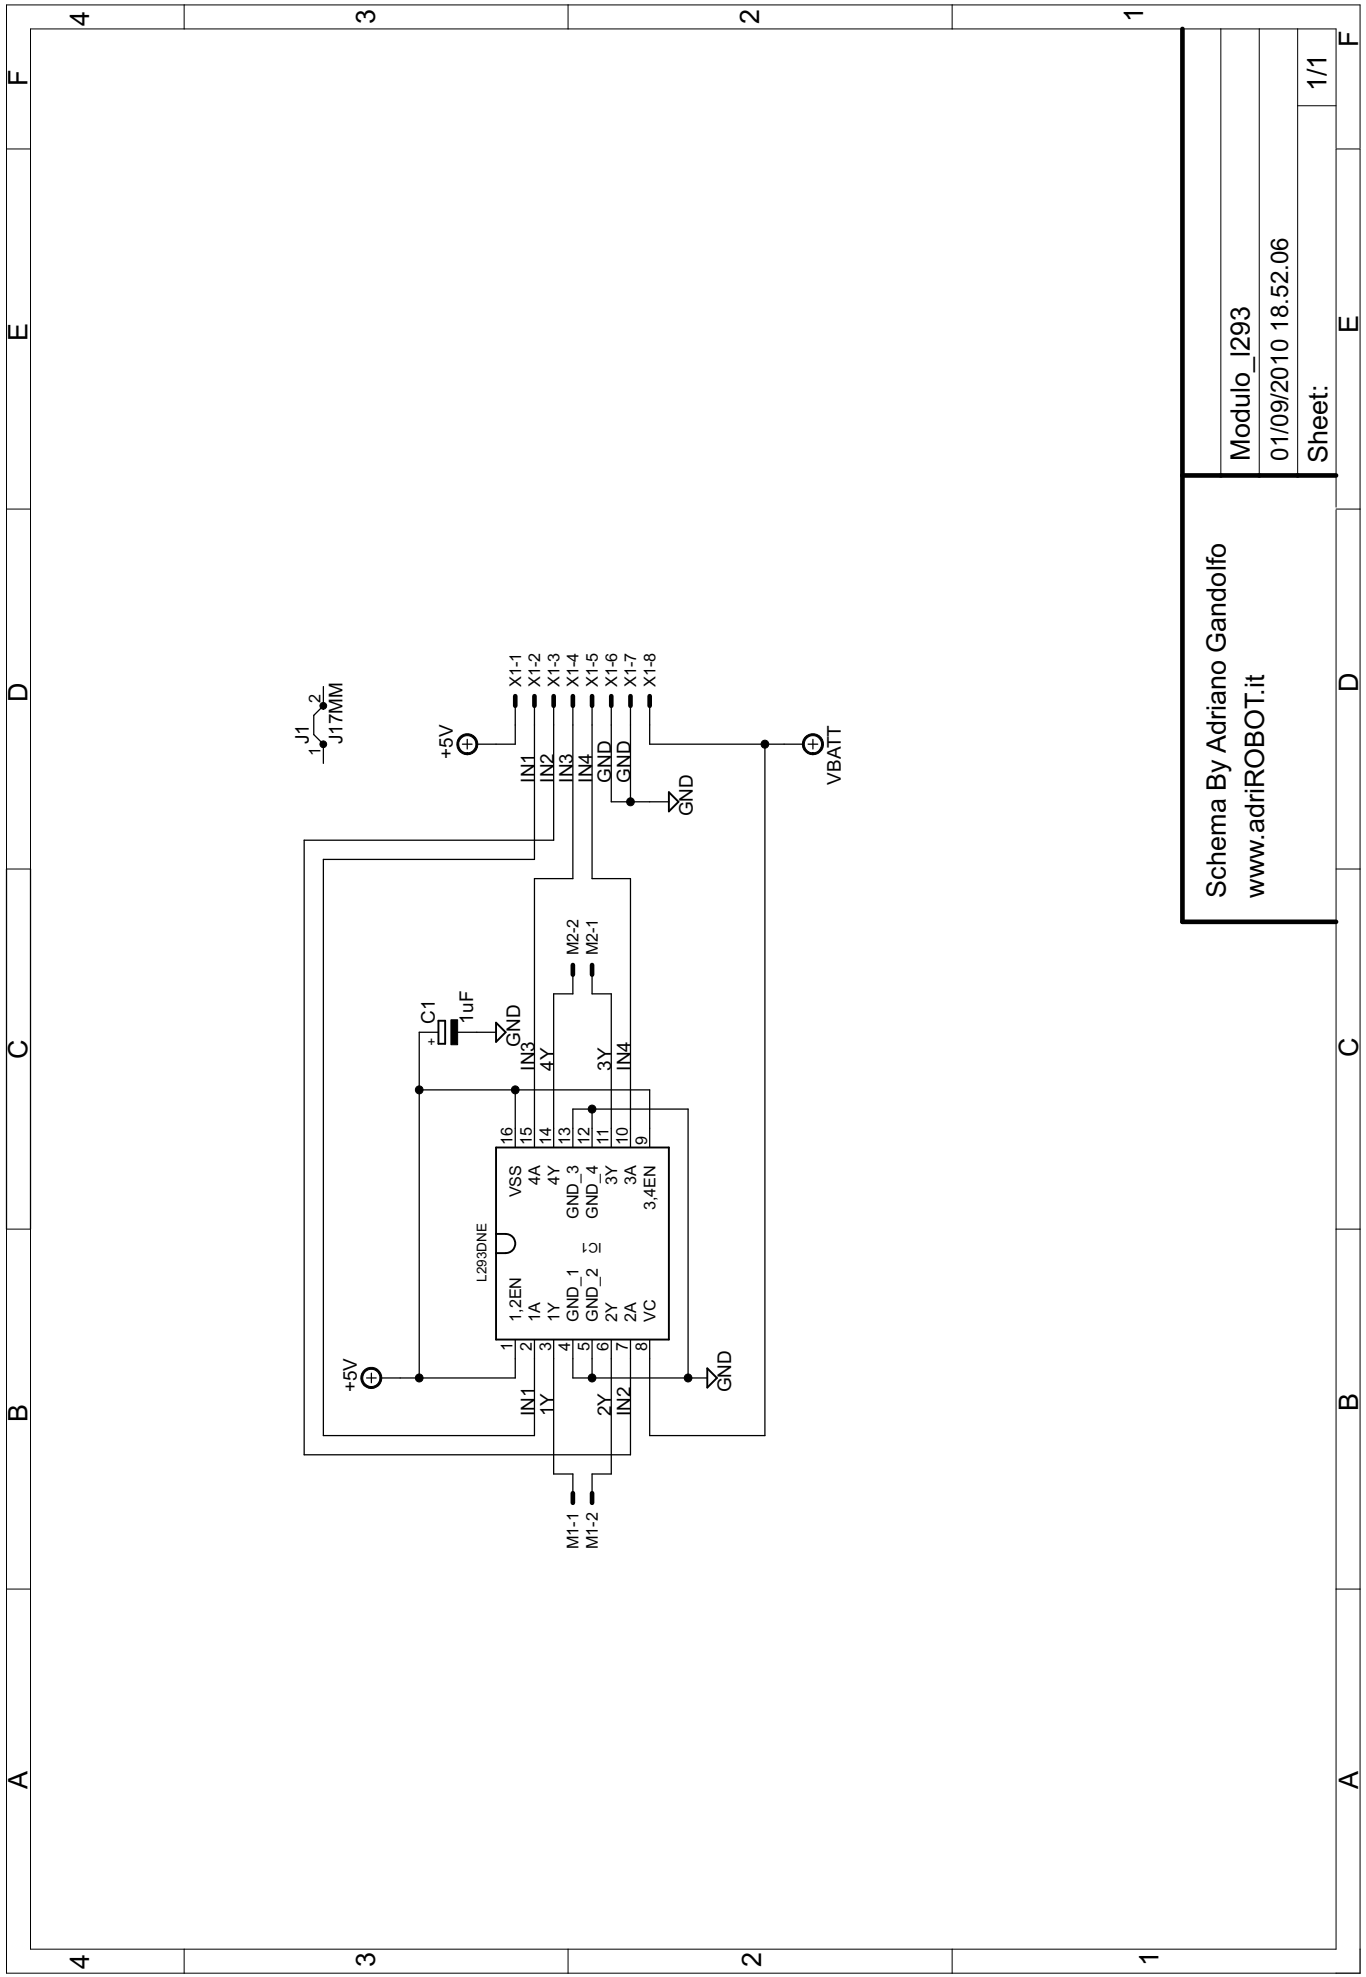 A B C D E F
4
3
2
1
J1
1 2
J17MM
+5V
+5V
C1
+
1uF
GND
L293DNE
IC1
1 1,2EN VSS 16
2 1A 4A 15
3 1Y 4Y 14
4 GND_1 GND_3 13
5 GND_2 GND_4 12
6 2Y 3Y 11
7 2A 3A 10
8 VC 3,4EN 9
IN1
1Y
2Y
IN2
IN3
4Y
3Y
IN4
M1-1
M1-2
M2-2
M2-1
IN1
IN2
IN3
IN4
GND
GND
X1-1
X1-2
X1-3
X1-4
X1-5
X1-6
X1-7
X1-8
GND
GND
VBATT
Schema By Adriano Gandolfo
www.adriROBOT.it
Modulo_l293
01/09/2010 18.52.06
Sheet: 1/1
4
3
2
1
A B C D E F